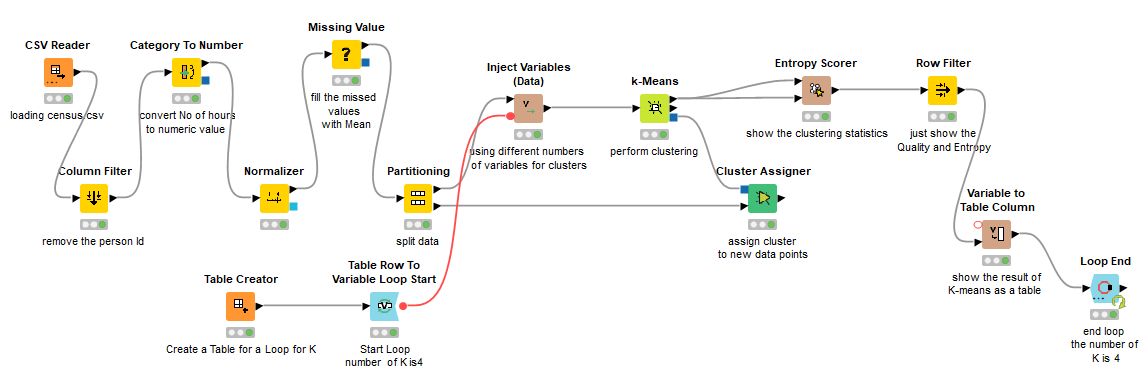 CSV Reader
loading census csv
Column Filter
remove the person Id
Category To Number
convert No of hours
to numeric value
Normalizer
Missing Value
?
fill the missed
values
with Mean
Partitioning
split data
Table Creator
Create a Table for a Loop for K
Table Row To
Variable Loop Start
Start Loop
number of K is4
Inject Variables
(Data)
using different numbers
of variables for clusters
k-Means
perform clustering
Entropy Scorer
show the clustering statistics
Cluster Assigner
assign cluster
to new data points
Row Filter
just show the
Quality and Entropy
Variable to
Table Column
show the result of
K-means as a table
Loop End
end loop
the number of
K is 4